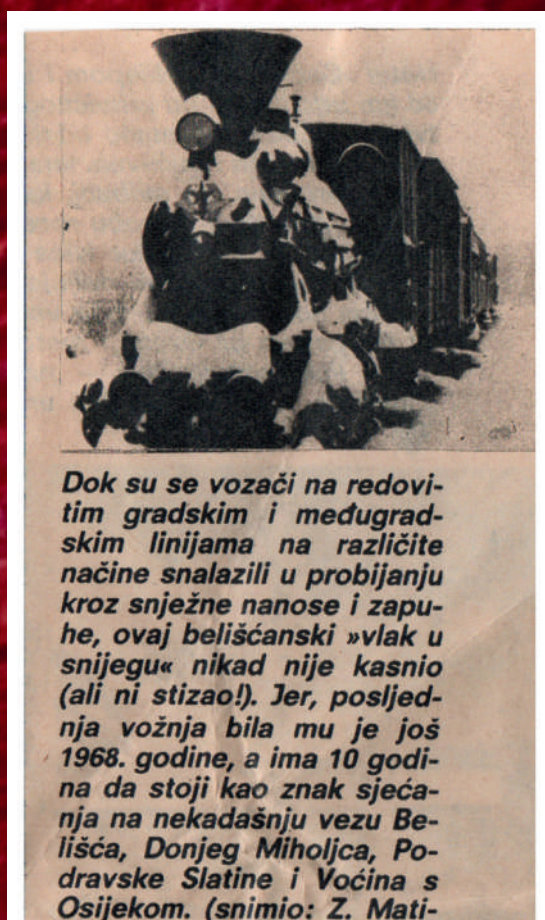 Dok su se vozači na redovi-
tim gradskim i međugrad-
skim linijama na različite
načine snalazili u probijanju
kroz snježne nanose i zapu-
he, ovaj belišćanski »vlak u
snijegu« nikad nije kasnio
(ali ni stizao!). Jer, posljed-
nja vožnja bila mu je još
1968. godine, a ima 10 godi-
na da stoji kao znak sjeća-
nja na nekadašnju vezu Be-
lišća, Donjeg Miholjca, Po-
dravske Slatine i Voćina s
Osijekom. (snimio: Z. Mati-